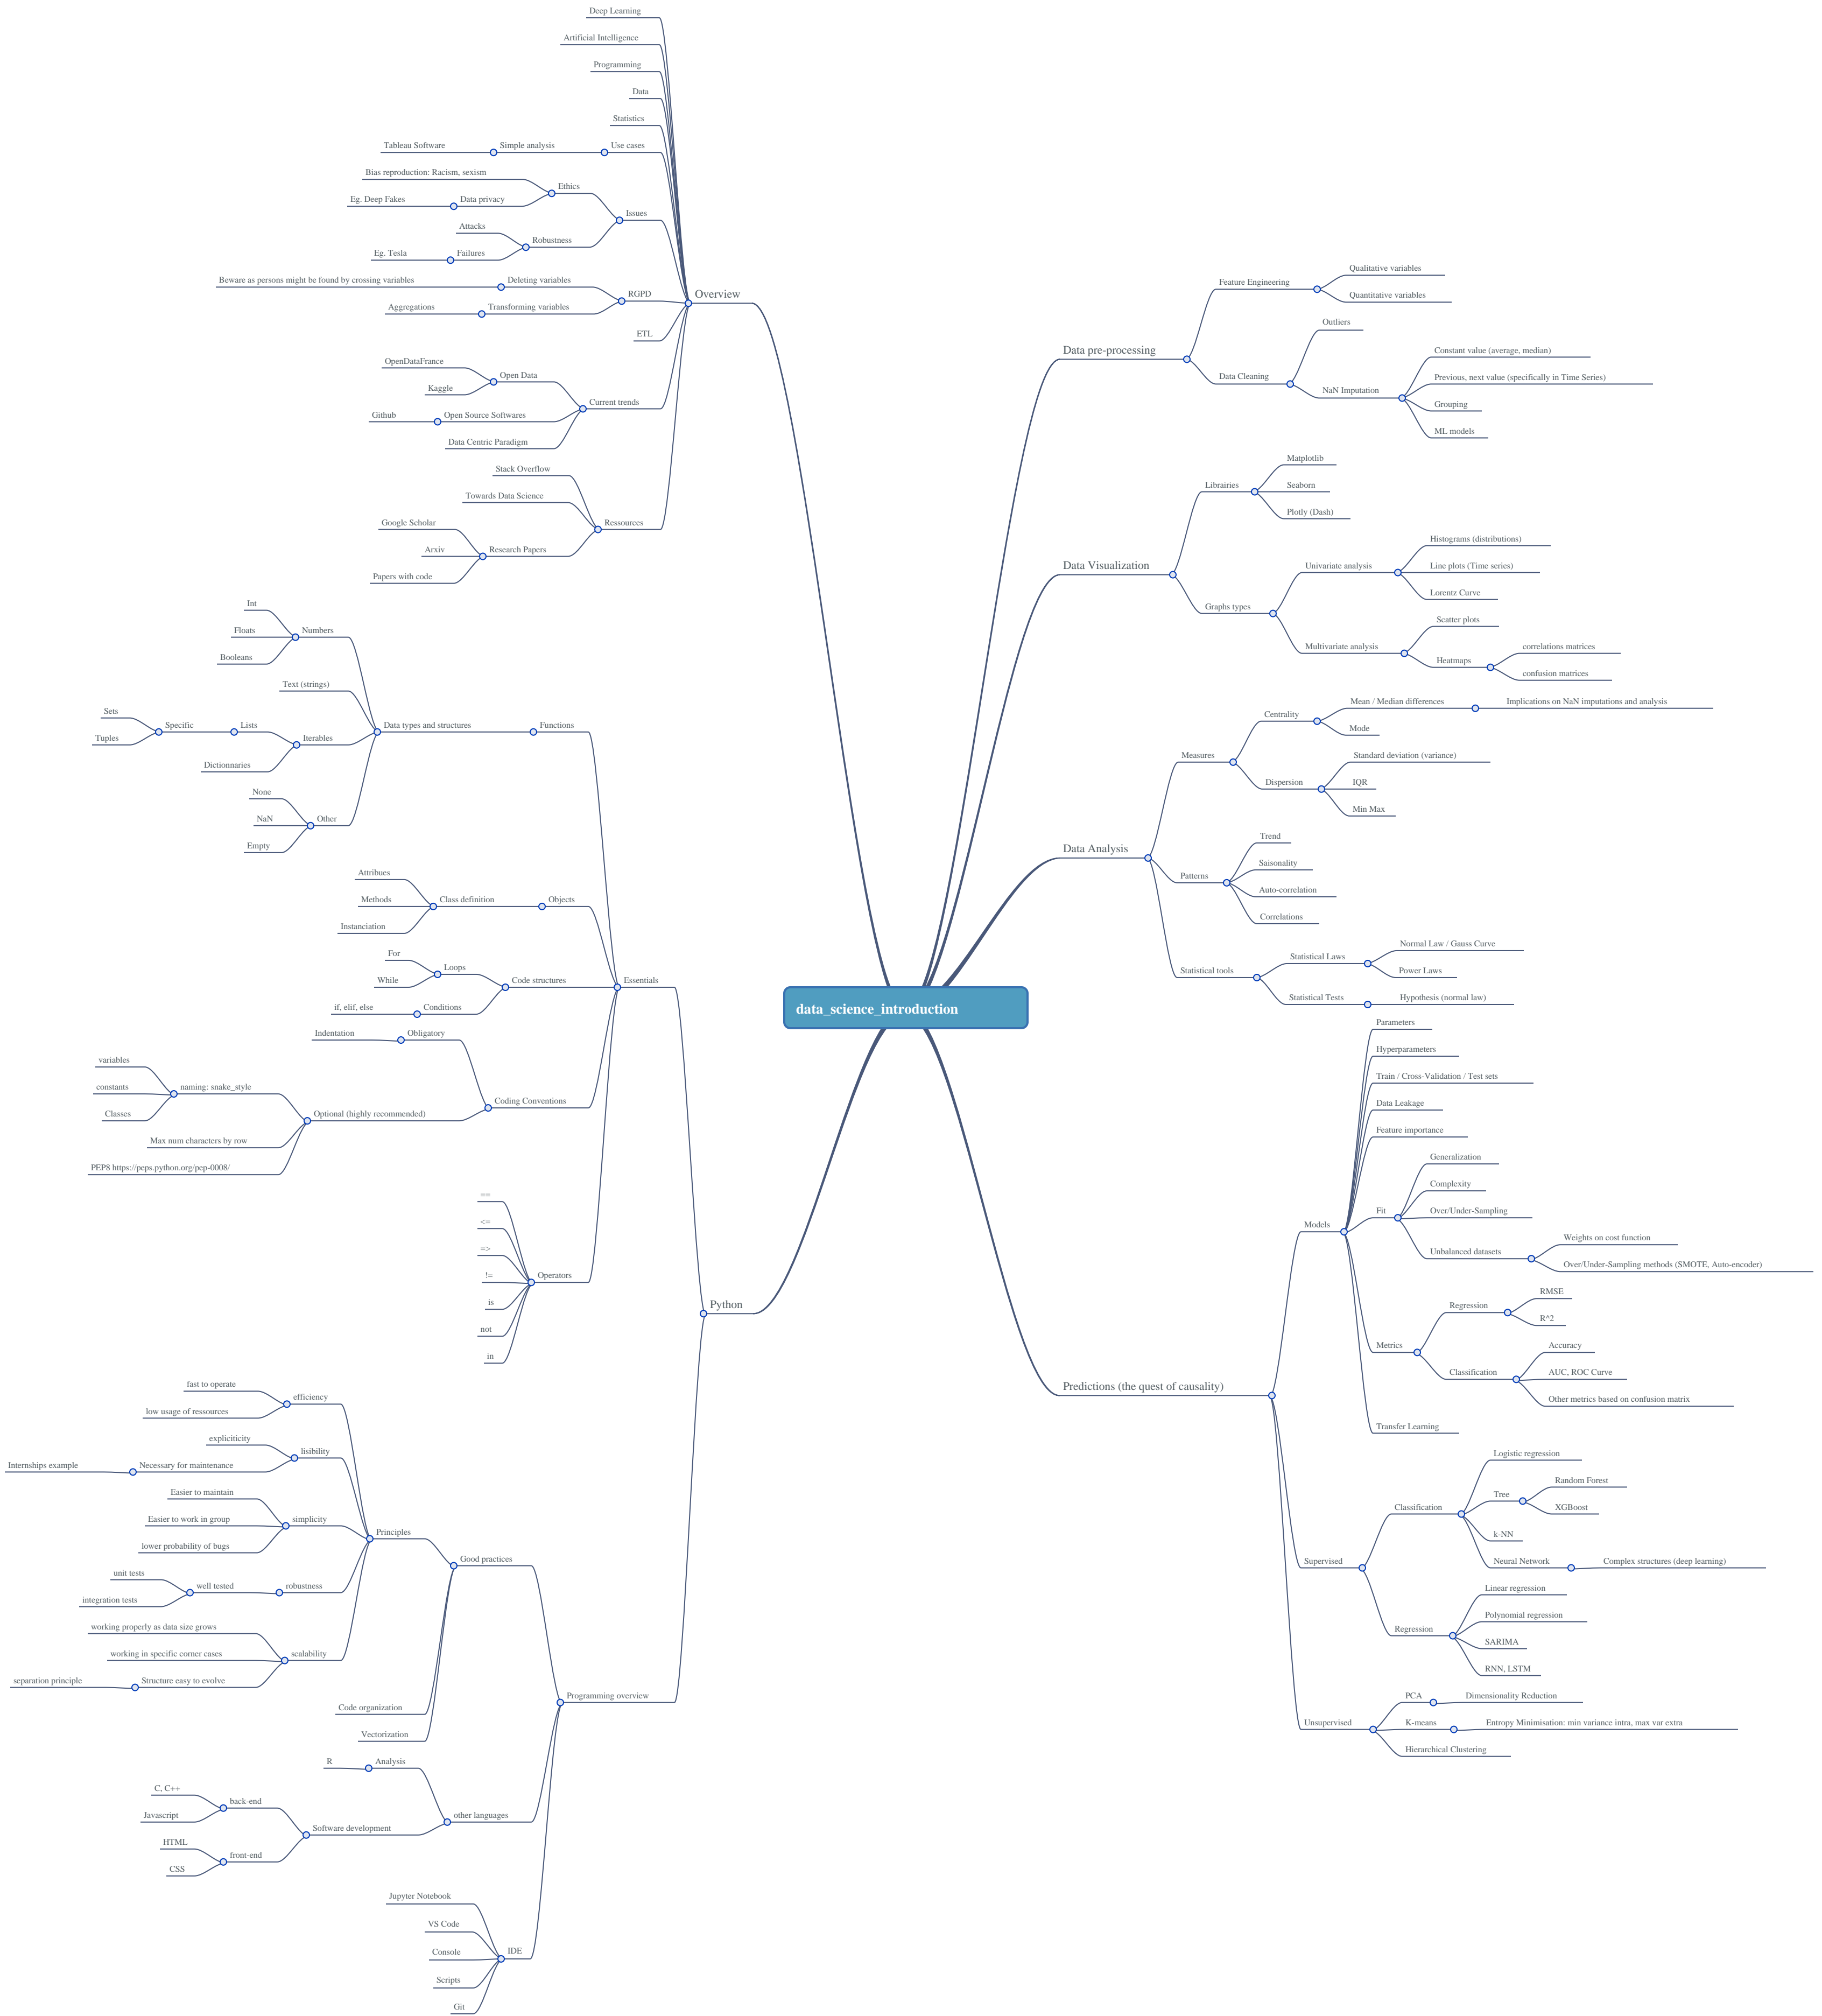 Deep Learning
Artificial Intelligence
Programming
Data
Statistics
Tableau Software
Simple analysis
Use cases
Bias reproduction: Racism, sexism
Ethics
Eg. Deep Fakes
Data privacy
Issues
Attacks
Robustness
Eg. Tesla
Failures
Beware as persons might be found by crossing variables
Deleting variables
RGPD
Aggregations
Transforming variables
Overview
ETL
OpenDataFrance
Open Data
Kaggle
Current trends
Github
Open Source Softwares
Data Centric Paradigm
Stack Overflow
Towards Data Science
Ressources
Google Scholar
Arxiv
Research Papers
Papers with code
Int
Floats
Numbers
Booleans
Text (strings)
Sets
Specific
Lists
Tuples
Iterables
Dictionnaries
Data types and structures
Functions
None
NaN
Other
Empty
Attribues
Methods
Class definition
Objects
Instanciation
For
Loops
While
Code structures
Essentials
if, elif, else
Conditions
Indentation
Obligatory
variables
constants
naming: snake_style
Classes
Coding Conventions
Optional (highly recommended)
Max num characters by row
PEP8 https://peps.python.org/pep-0008/
==
<=
=>
!=
Operators
is
not
in
Python
fast to operate
efficiency
low usage of ressources
expliciticity
lisibility
Internships example
Necessary for maintenance
Easier to maintain
Easier to work in group
simplicity
lower probability of bugs
Principles
Good practices
unit tests
well tested
robustness
integration tests
working properly as data size grows
working in specific corner cases
scalability
separation principle
Structure easy to evolve
Code organization
Vectorization
Programming overview
R
Analysis
C, C++
back-end
Javascript
other languages
Software development
HTML
front-end
CSS
Jupyter Notebook
VS Code
Console
IDE
Scripts
Git
data_science_introduction
Data pre-processing
Feature Engineering
Qualitative variables
Quantitative variables
Data Cleaning
Outliers
NaN Imputation
Constant value (average, median)
Previous, next value (specifically in Time Series)
Grouping
ML models
Data Visualization
Librairies
Matplotlib
Seaborn
Plotly (Dash)
Graphs types
Univariate analysis
Histograms (distributions)
Line plots (Time series)
Lorentz Curve
Multivariate analysis
Scatter plots
Heatmaps
correlations matrices
confusion matrices
Data Analysis
Measures
Centrality
Mean / Median differences
Implications on NaN imputations and analysis
Mode
Dispersion
Standard deviation (variance)
IQR
Min Max
Patterns
Trend
Saisonality
Auto-correlation
Correlations
Statistical tools
Statistical Laws
Normal Law / Gauss Curve
Power Laws
Statistical Tests
Hypothesis (normal law)
Predictions (the quest of causality)
Models
Parameters
Hyperparameters
Train / Cross-Validation / Test sets
Data Leakage
Feature importance
Fit
Generalization
Complexity
Over/Under-Sampling
Unbalanced datasets
Weights on cost function
Over/Under-Sampling methods (SMOTE, Auto-encoder)
Metrics
Regression
RMSE
R^2
Classification
Accuracy
AUC, ROC Curve
Other metrics based on confusion matrix
Transfer Learning
Supervised
Classification
Logistic regression
Tree
Random Forest
XGBoost
k-NN
Neural Network
Complex structures (deep learning)
Regression
Linear regression
Polynomial regression
SARIMA
RNN, LSTM
Unsupervised
PCA
Dimensionality Reduction
K-means
Entropy Minimisation: min variance intra, max var extra
Hierarchical Clustering